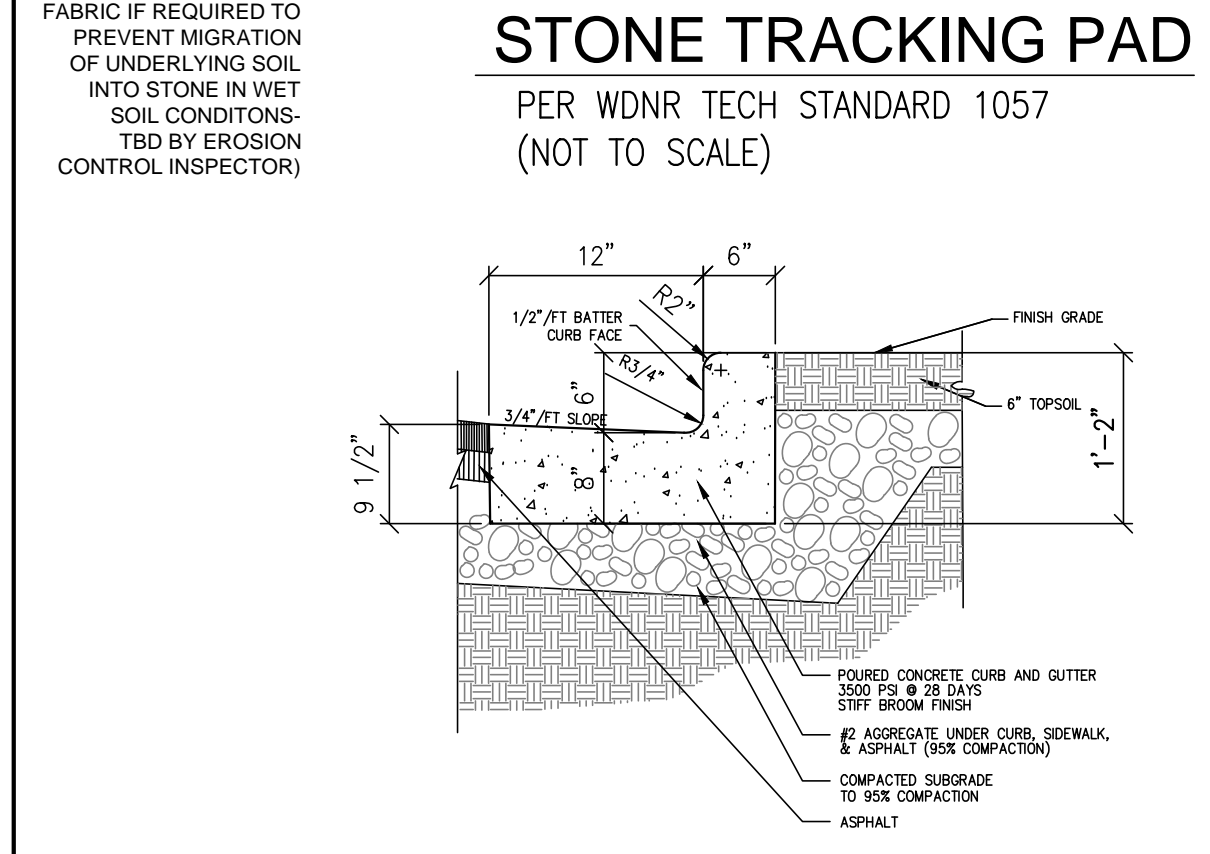 FABRIC IF REQUIRED TO
PREVENT MIGRATION
OF UNDERLYING SOIL
INTO STONE IN WET
SOIL CONDITONS-
TBD BY EROSION
CONTROL INSPECTOR)
STONE TRACKING PAD
PER WDNR TECH STANDARD 1057
(NOT TO SCALE)
12"
6"
R2"
1/2"/FT BATTER
CURB FACE
FINISH GRADE
R3/4"
6"
3/4"/FT SLOPE
6" TOPSOIL
9 1/2"
8"
1'-2"
POURED CONCRETE CURB AND GUTTER
3500 PSI @ 28 DAYS
STIFF BROOM FINISH
#2 AGGREGATE UNDER CURB, SIDEWALK,
& ASPHALT (95% COMPACTION)
COMPACTED SUBGRADE
TO 95% COMPACTION
ASPHALT